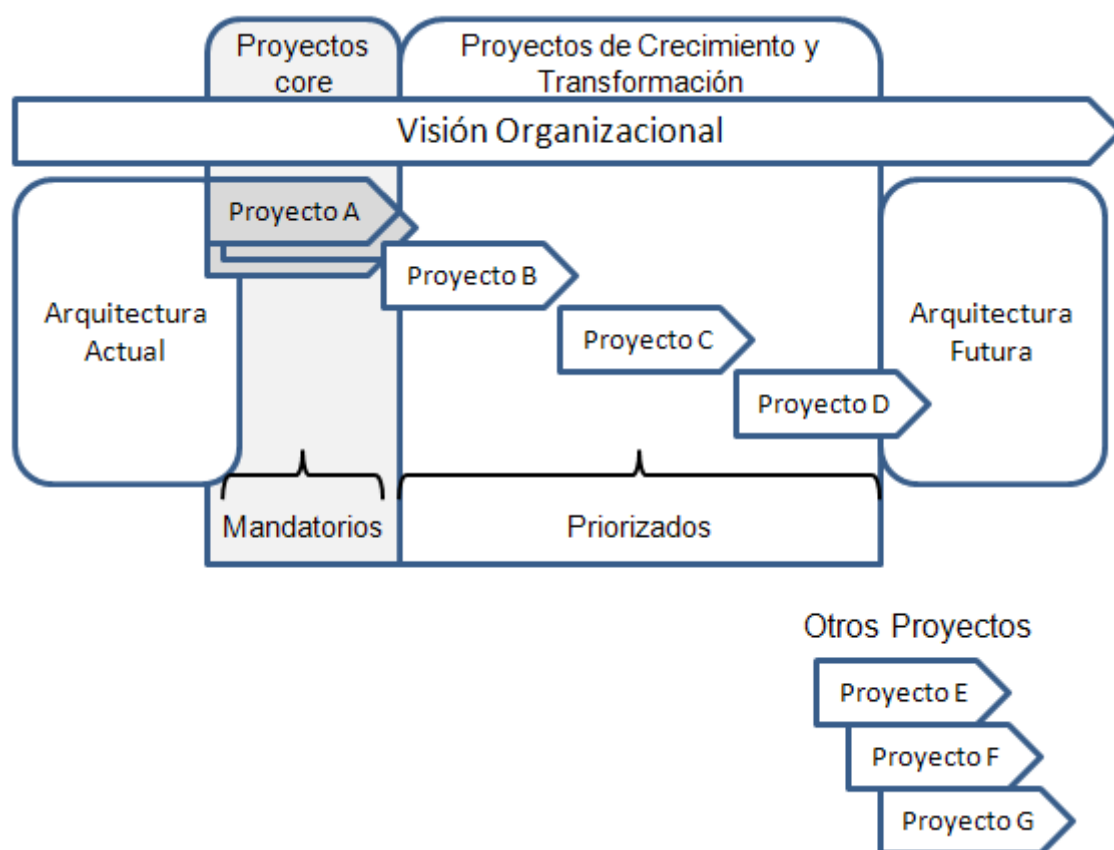 Proyectos
core
Proyectos de Crecimiento y
Transformación
Visión Organizacional
Proyecto A
Proyecto B
Proyecto C
Proyecto D
Arquitectura
Actual
Arquitectura
Futura
Mandatorios
Priorizados
Otros Proyectos
Proyecto E
Proyecto F
Proyecto G